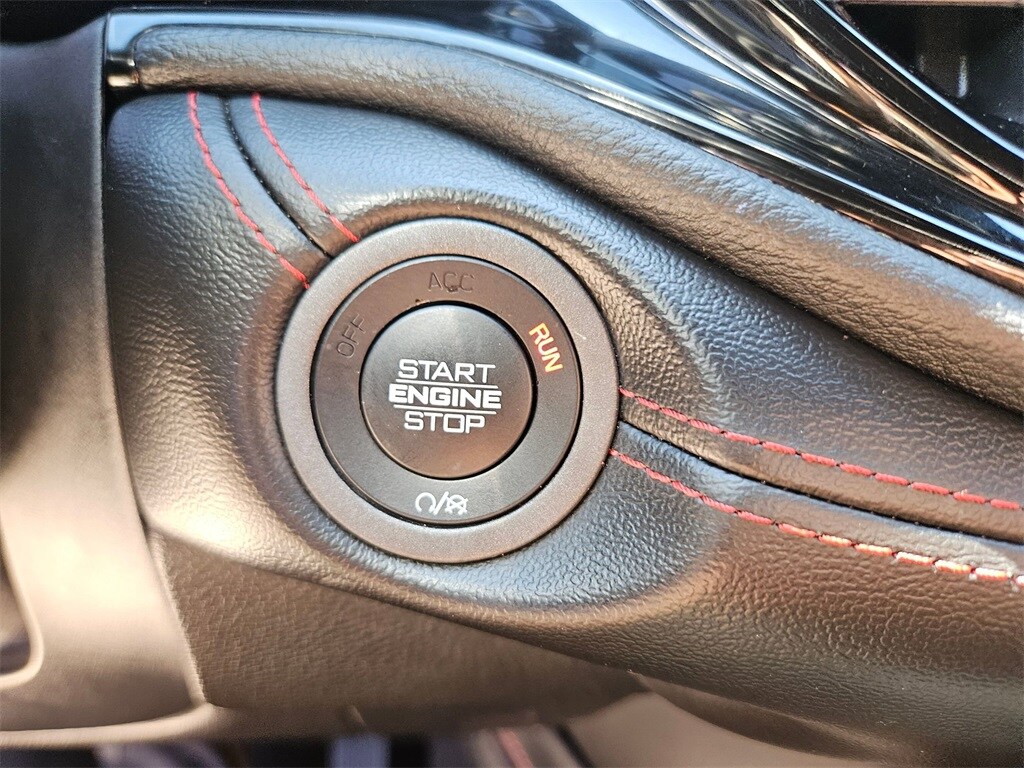 ACC
OFF
RUN
START
ENGINE
STOP